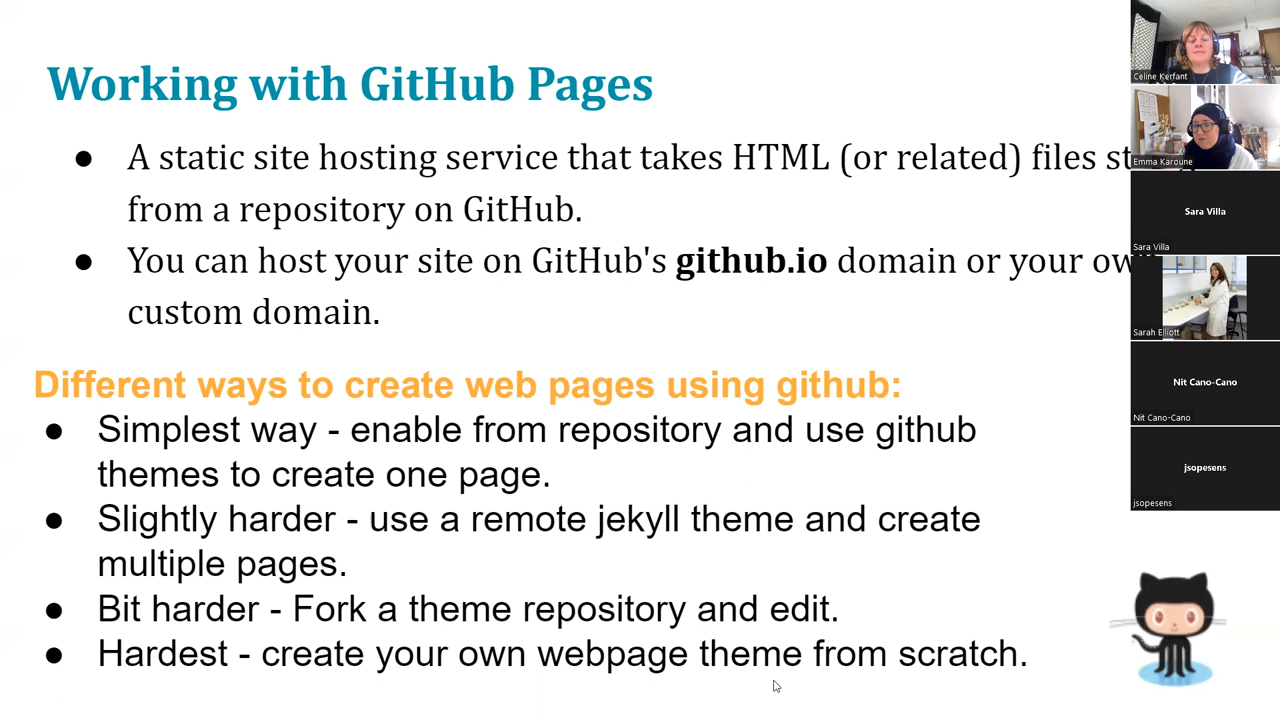 Working with GitHub Pages
● A static site hosting service that takes HTML (or related) files
from a repository on GitHub.
● You can host your site on GitHub's github.io domain or your
custom domain.
Different ways to create web pages using github:
● Simplest way - enable from repository and use github
themes to create one page.
● Slightly harder - use a remote jekyll theme and create
multiple pages.
● Bit harder - Fork a theme repository and edit.
● Hardest - create your own webpage theme from scratch.
Celine Kerfant
Emma Karoune
Sara Villa
Sara Villa
Sarah Elliott
Nit Cano-Cano
Nit Cano-Cano
jsopesens
jsopesens